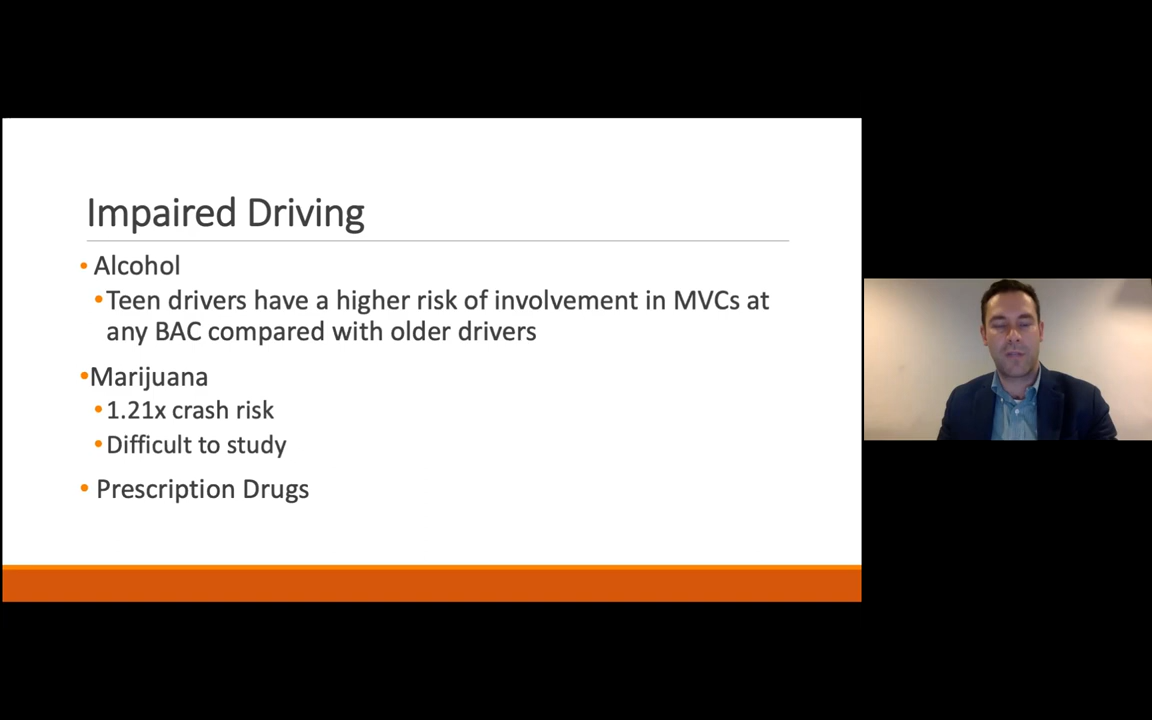 Impaired Driving
• Alcohol
•Teen drivers have a higher risk of involvement in MVCs at
any BAC compared with older drivers
•Marijuana
•1.21x crash risk
•Difficult to study
• Prescription Drugs